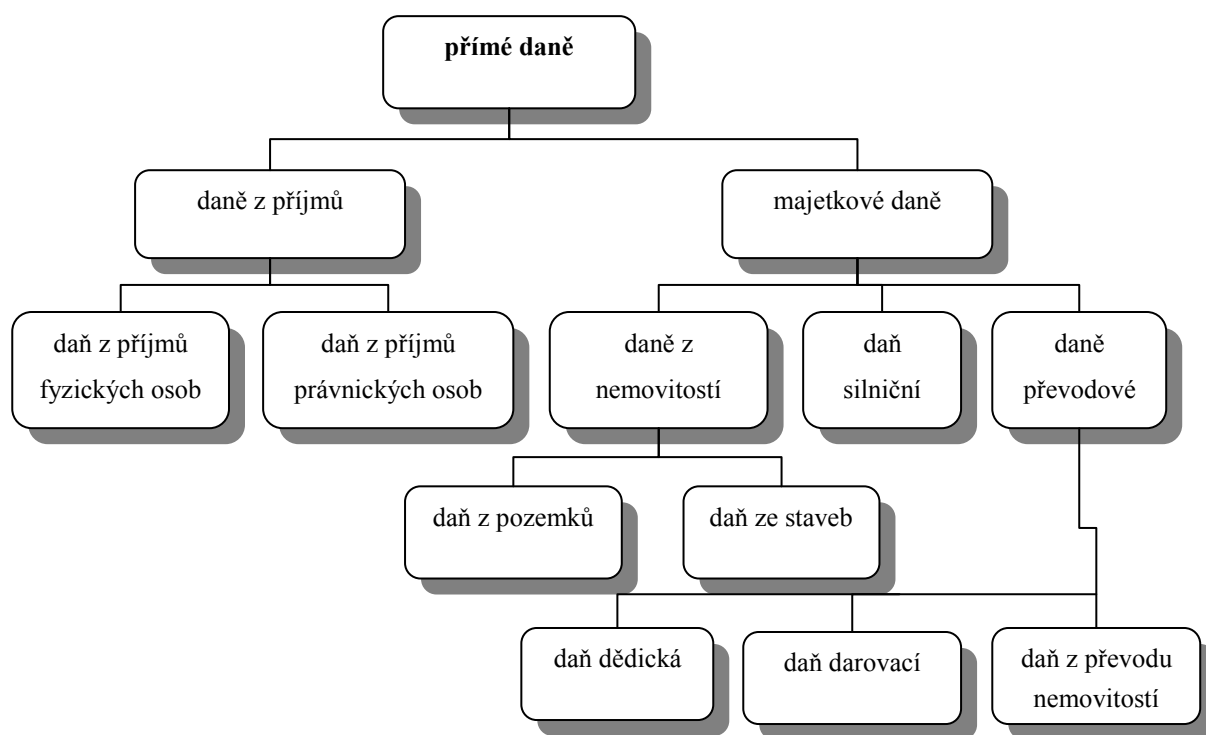 přímé daně
daně z příjmů
majetkové daně
daň z příjmů
fyzických osob
daň z příjmů
právnických osob
daně z
nemovitostí
daň
silniční
daně
převodové
daň z pozemků
daň ze staveb
daň dědická
daň darovací
daň z převodu
nemovitostí